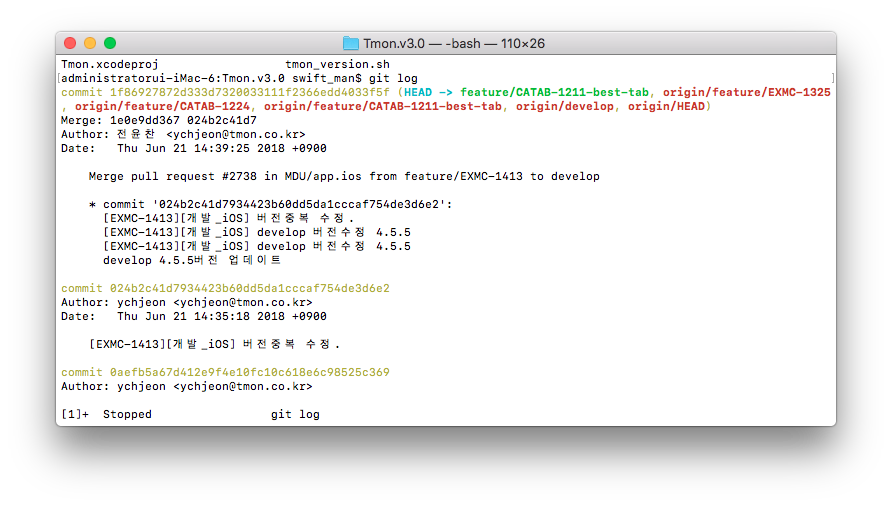 Tmon.v3.0 — -bash — 110×26
Tmon.xcodeproj tmon_version.sh
[administratorui-iMac-6:Tmon.v3.0 swift_man$ git log ]
commit 1f86927872d333d7320033111f2366edd4033f5f (HEAD -> feature/CATAB-1211-best-tab, origin/feature/EXMC-1325
, origin/feature/CATAB-1224, origin/feature/CATAB-1211-best-tab, origin/develop, origin/HEAD)
Merge: 1e0e9dd367 024b2c41d7
Author: 전윤찬 <ychjeon@tmon.co.kr>
Date: Thu Jun 21 14:39:25 2018 +0900
Merge pull request #2738 in MDU/app.ios from feature/EXMC-1413 to develop
* commit '024b2c41d7934423b60dd5da1cccaf754de3d6e2':
[EXMC-1413][개발_iOS] 버전중복 수정.
[EXMC-1413][개발_iOS] develop 버전수정 4.5.5
[EXMC-1413][개발_iOS] develop 버전수정 4.5.5
develop 4.5.5버전 업데이트
commit 024b2c41d7934423b60dd5da1cccaf754de3d6e2
Author: ychjeon <ychjeon@tmon.co.kr>
Date: Thu Jun 21 14:35:18 2018 +0900
[EXMC-1413][개발_iOS] 버전중복 수정.
commit 0aefb5a67d412e9f4e10fc10c618e6c98525c369
Author: ychjeon <ychjeon@tmon.co.kr>
[1]+ Stopped git log